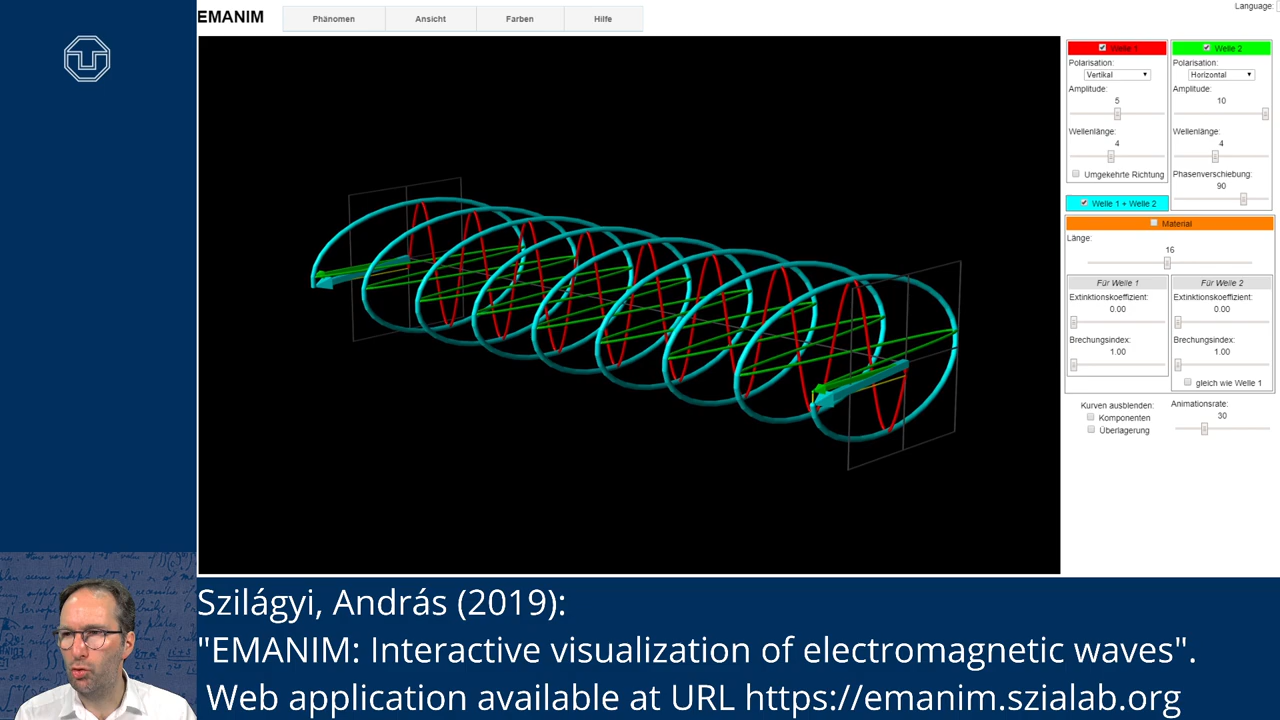 EMANIM
Phänomen
Ansicht
Farben
Hilfe
Language:
Welle 1
Polarisation:
Vertikal
Amplitude:
5
Wellenlänge:
4
Umgekehrte Richtung
Welle 2
Polarisation:
Horizontal
Amplitude:
10
Wellenlänge:
4
Phasenverschiebung:
90
Welle 1 + Welle 2
Material
Länge:
16
Für Welle 1
Extinktionskoeffizient:
0.00
Brechungsindex:
1.00
Für Welle 2
Extinktionskoeffizient:
0.00
Brechungsindex:
1.00
gleich wie Welle 1
Kurven ausblenden:
Komponenten
Überlagerung
Animationsrate:
30
Szilágyi, András (2019):
"EMANIM: Interactive visualization of electromagnetic waves".
Web application available at URL https://emanim.szialab.org